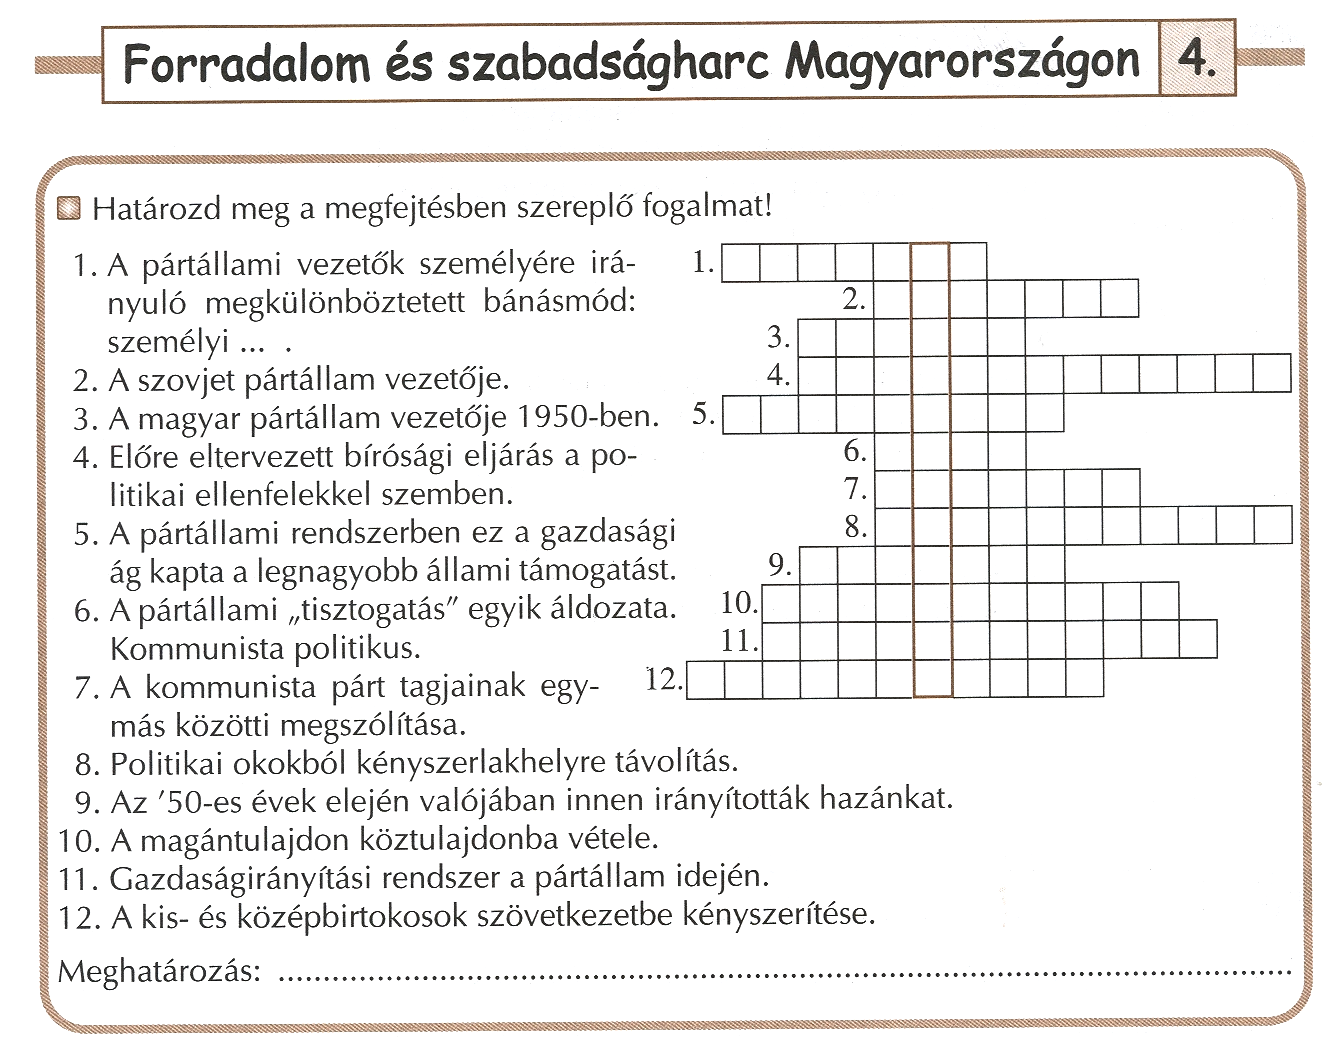 Forradalom és szabadságharc Magyarországon 4.
Határozd meg a megfejtésben szereplő fogalmat!
1. A pártállami vezetők személyére irá-
nyuló megkülönböztetett bánásmód:
személyi ... .
2. A szovjet pártállam vezetője.
3. A magyar pártállam vezetője 1950-ben.
4. Előre eltervezett bírósági eljárás a po-
litikai ellenfelekkel szemben.
5. A pártállami rendszerben ez a gazdasági
ág kapta a legnagyobb állami támogatást.
6. A pártállami „tisztogatás” egyik áldozata.
Kommunista politikus.
7. A kommunista párt tagjainak egy-
más közötti megszólítása.
8. Politikai okokból kényszerlakhelyre távolítás.
9. Az ’50-es évek elején valójában innen irányították hazánkat.
10. A magántulajdon köztulajdonba vétele.
11. Gazdaságirányítási rendszer a pártállam idején.
12. A kis- és középbirtokosok szövetkezetbe kényszerítése.
1.
2.
3.
4.
5.
6.
7.
8.
9.
10.
11.
12.
Meghatározás: ........................................................................